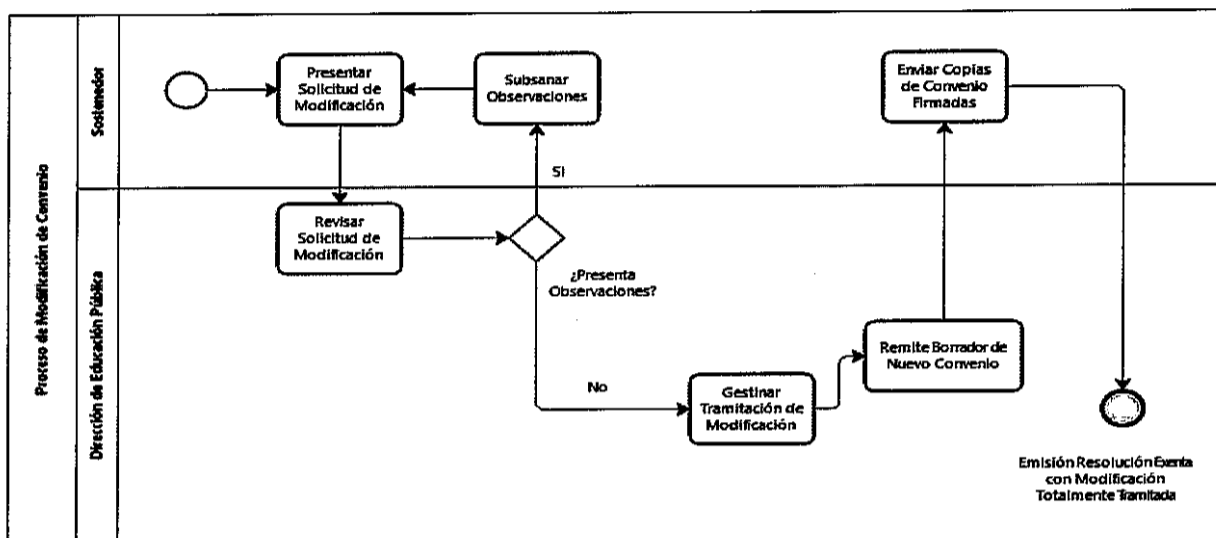 Proceso de Modificación de Convenio
Sostenedor
Presentar
Solicitud de
Modificación
Subsanar
Observaciones
Enviar Copias
de Convenio
Firmadas
SI
Dirección de Educación Pública
Revisar
Solicitud de
Modificación
¿Presenta
Observaciones?
No
Gestinar
Tramitación de
Modificación
Remite Borrador de
Nuevo Convenio
Emisión Resolución Exenta
con Modificación
Totalmente Tramitada